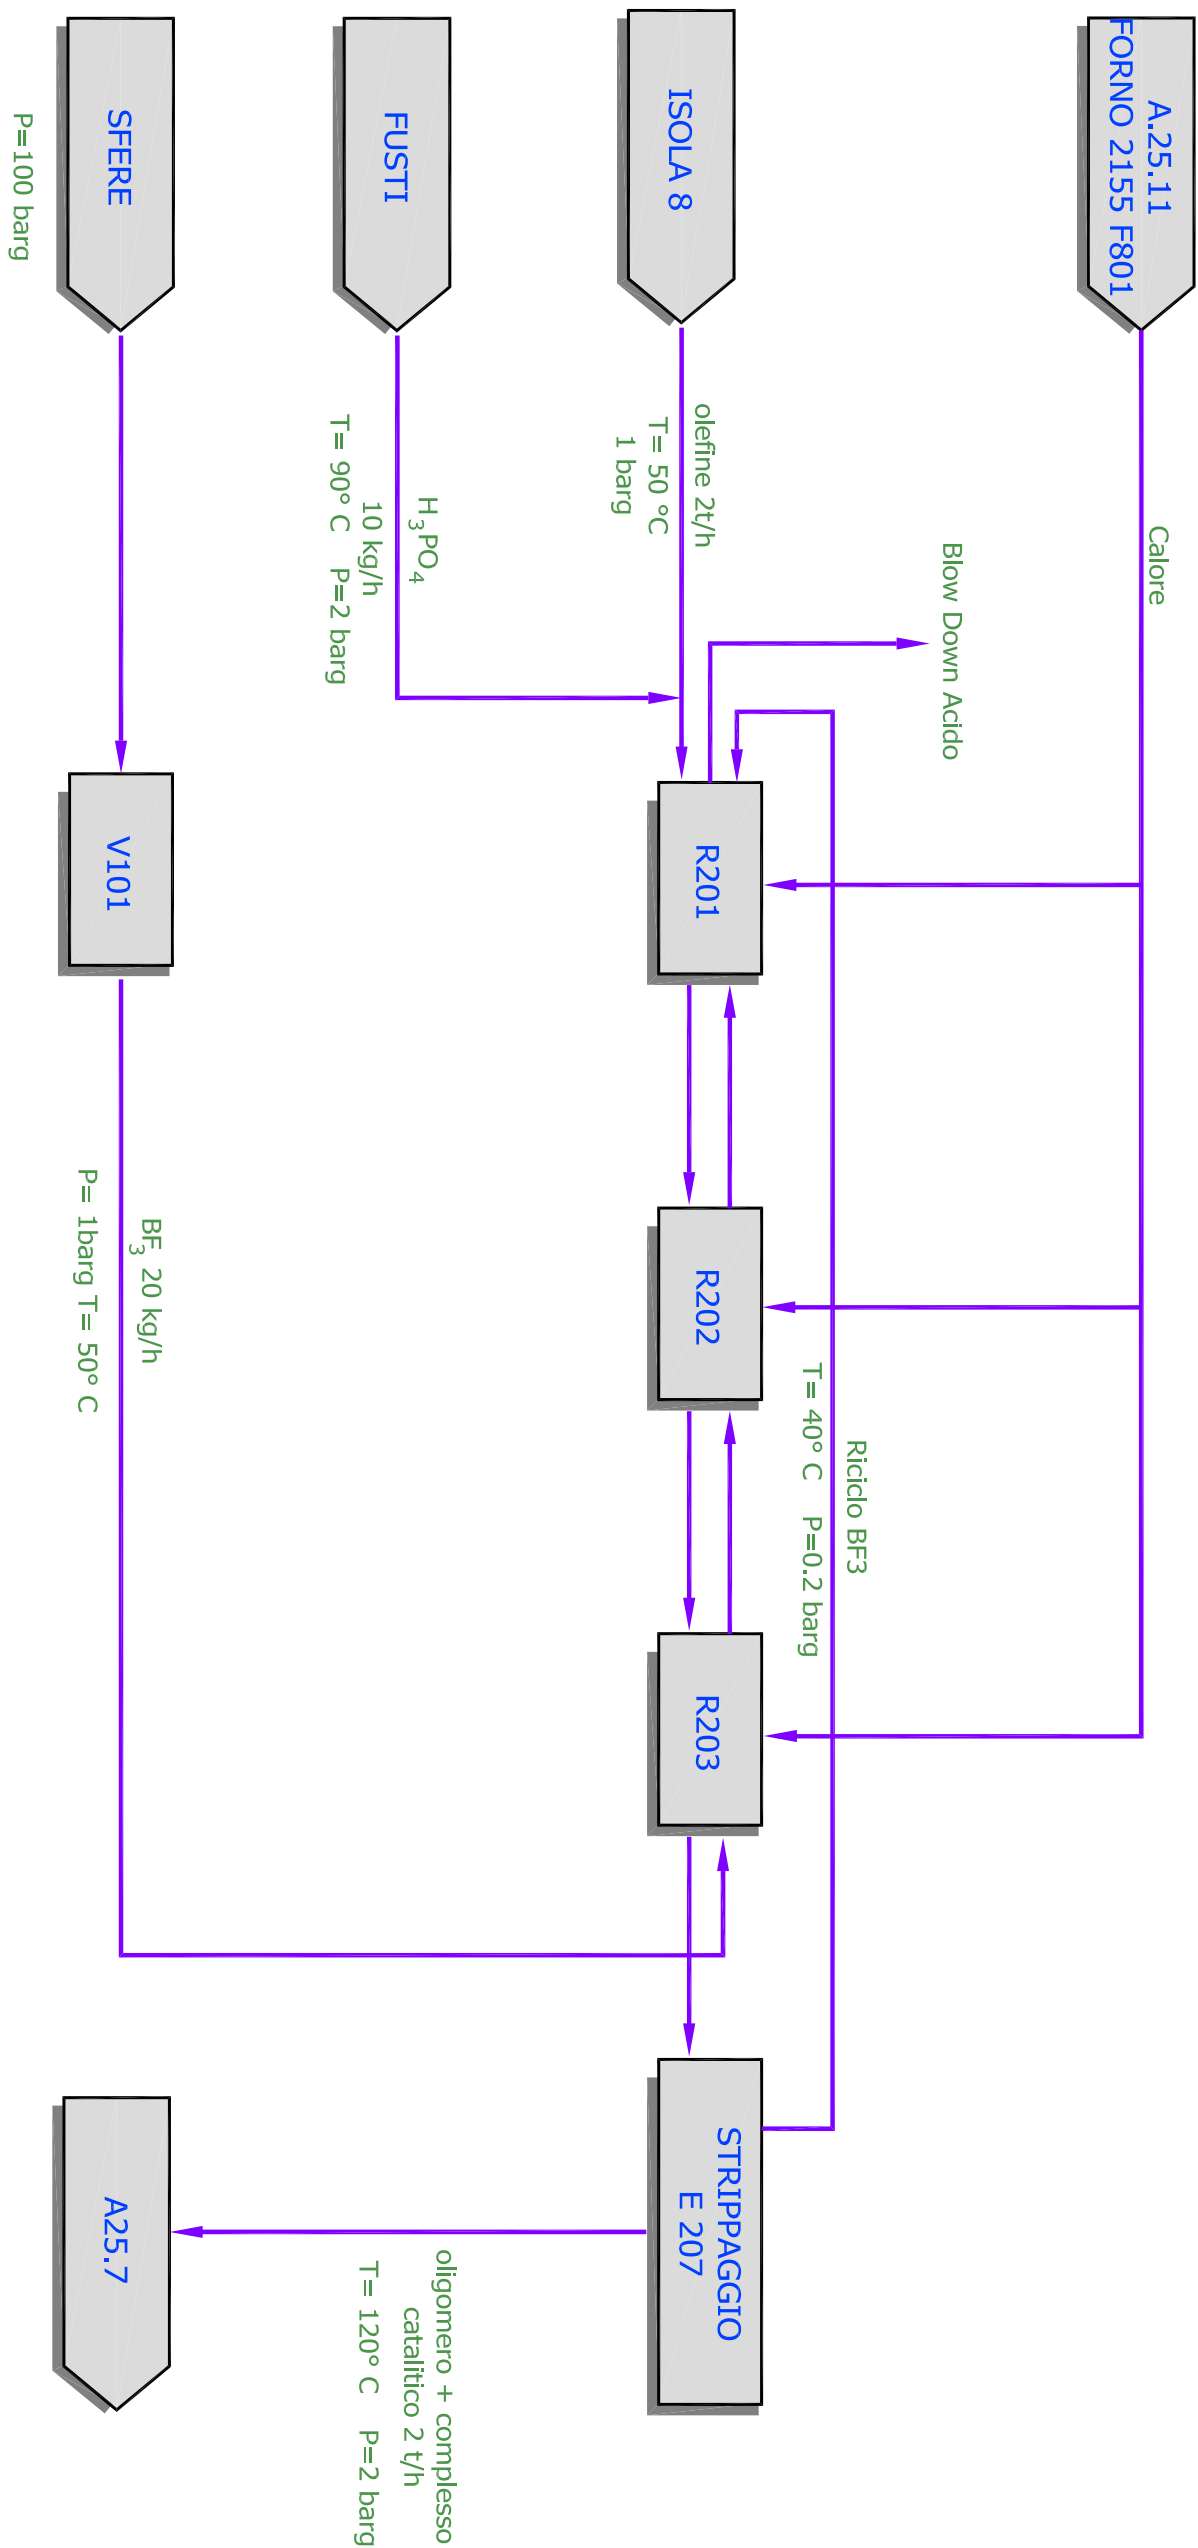 A.25.11
FORNO 2155 F801
Calore
Blow Down Acido
ISOLA 8
olefine 2t/h
T= 50 °C
1 barg
R201
R202
R203
Riciclo BF3
T= 40° C P=0.2 barg
STRIPPAGGIO
E 207
FUSTI
H3PO4
10 kg/h
T= 90° C P=2 barg
oligomero + complesso
catalitico 2 t/h
T= 120° C P=2 barg
SFERE
P=100 barg
V101
BF3 20 kg/h
P= 1barg T= 50° C
A25.7